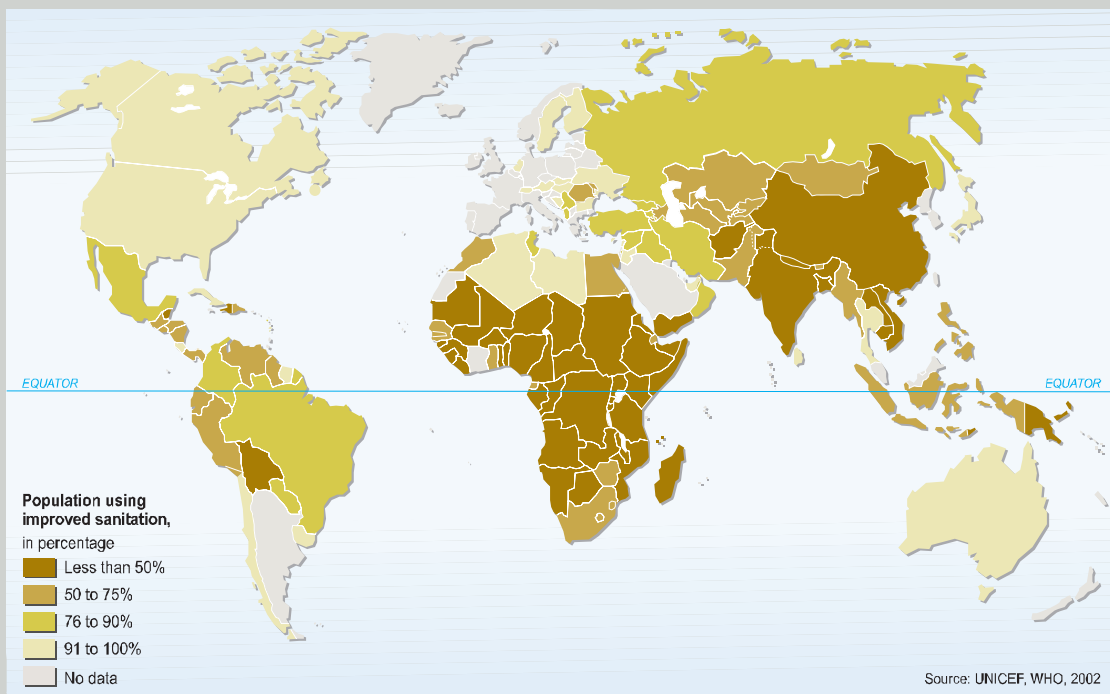 EQUATOR
EQUATOR
Population using
improved sanitation,
in percentage
Less than 50%
50 to 75%
76 to 90%
91 to 100%
No data
Source: UNICEF, WHO, 2002